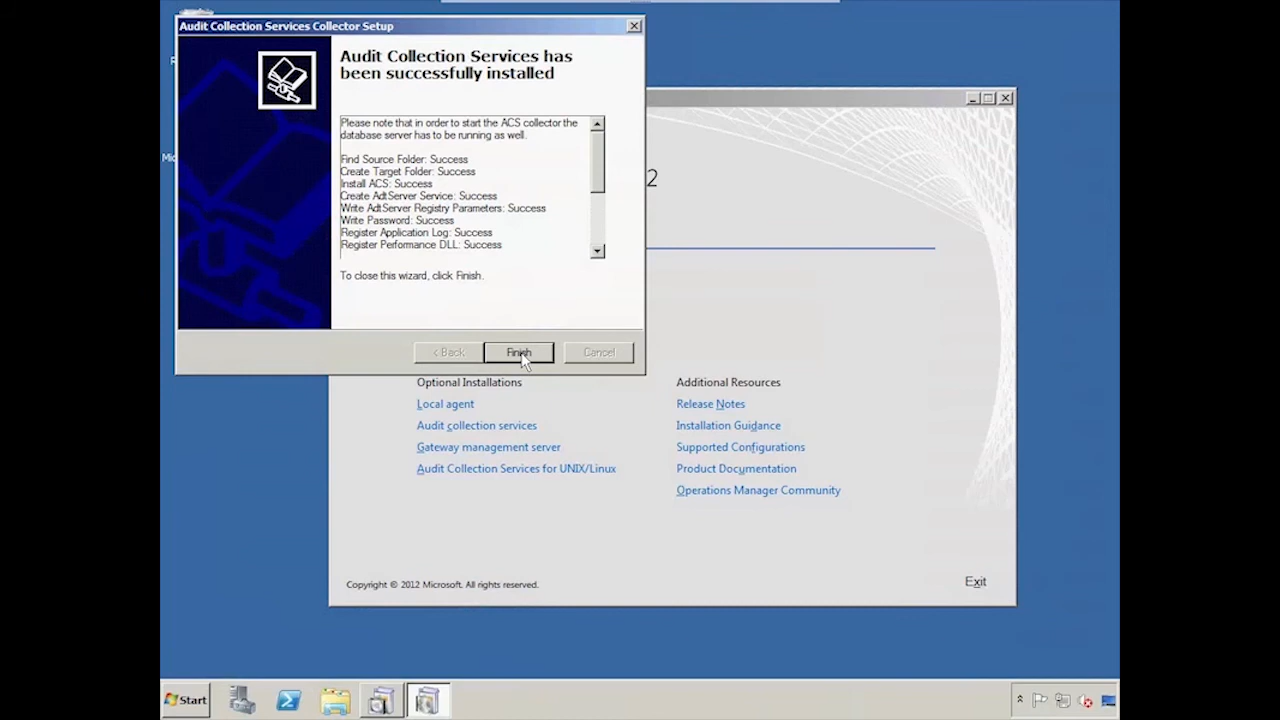 Audit Collection Services Collector Setup
Audit Collection Services has
been successfully installed
Please note that in order to start the ACS collector the
database server has to be running as well.
Find Source Folder: Success
Create Target Folder: Success
Install ACS: Success
Create AdtServer Service: Success
Write AdtServer Registry Parameters: Success
Write Password: Success
Register Application Log: Success
Register Performance DLL: Success
To close this wizard, click Finish.
< Back
Finish
Cancel
2
Optional Installations
Local agent
Audit collection services
Gateway management server
Audit Collection Services for UNIX/Linux
Additional Resources
Release Notes
Installation Guidance
Supported Configurations
Product Documentation
Operations Manager Community
Copyright © 2012 Microsoft. All rights reserved.
Exit
Start